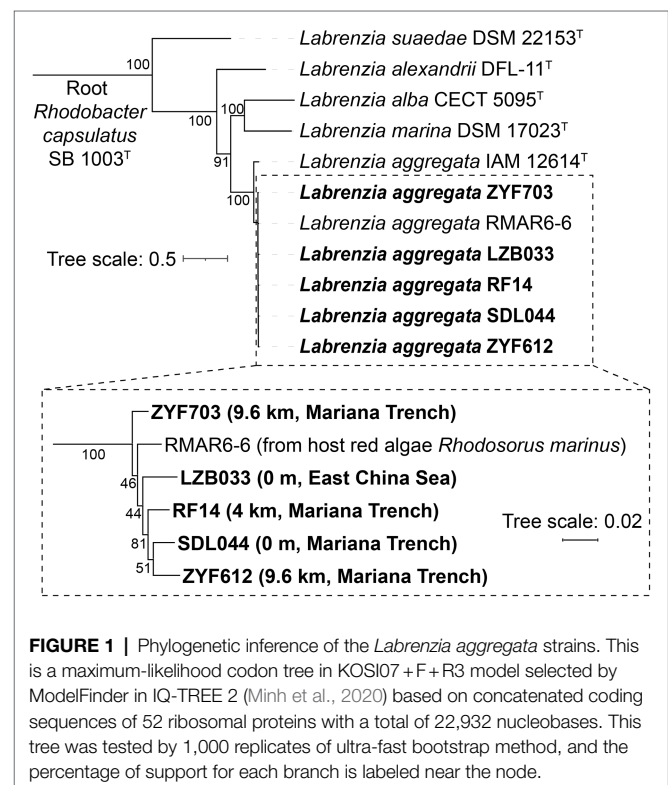 Labrenzia suaedae DSM 22153ᵀ
100
Labrenzia alexandrii DFL-11ᵀ
Root
Rhodobacter
capsulatus
SB 1003ᵀ
100
100
Labrenzia alba CECT 5095ᵀ
Labrenzia marina DSM 17023ᵀ
91
Labrenzia aggregata IAM 12614ᵀ
100
Labrenzia aggregata ZYF703
Labrenzia aggregata RMAR6-6
Tree scale: 0.5
Labrenzia aggregata LZB033
Labrenzia aggregata RF14
Labrenzia aggregata SDL044
Labrenzia aggregata ZYF612
ZYF703 (9.6 km, Mariana Trench)
100
RMAR6-6 (from host red algae Rhodosorus marinus)
46
LZB033 (0 m, East China Sea)
44
RF14 (4 km, Mariana Trench)
Tree scale: 0.02
81
SDL044 (0 m, Mariana Trench)
51
ZYF612 (9.6 km, Mariana Trench)
FIGURE 1 | Phylogenetic inference of the Labrenzia aggregata strains. This
is a maximum-likelihood codon tree in KOSI07+F+R3 model selected by
ModelFinder in IQ-TREE 2 (Minh et al., 2020) based on concatenated coding
sequences of 52 ribosomal proteins with a total of 22,932 nucleobases. This
tree was tested by 1,000 replicates of ultra-fast bootstrap method, and the
percentage of support for each branch is labeled near the node.